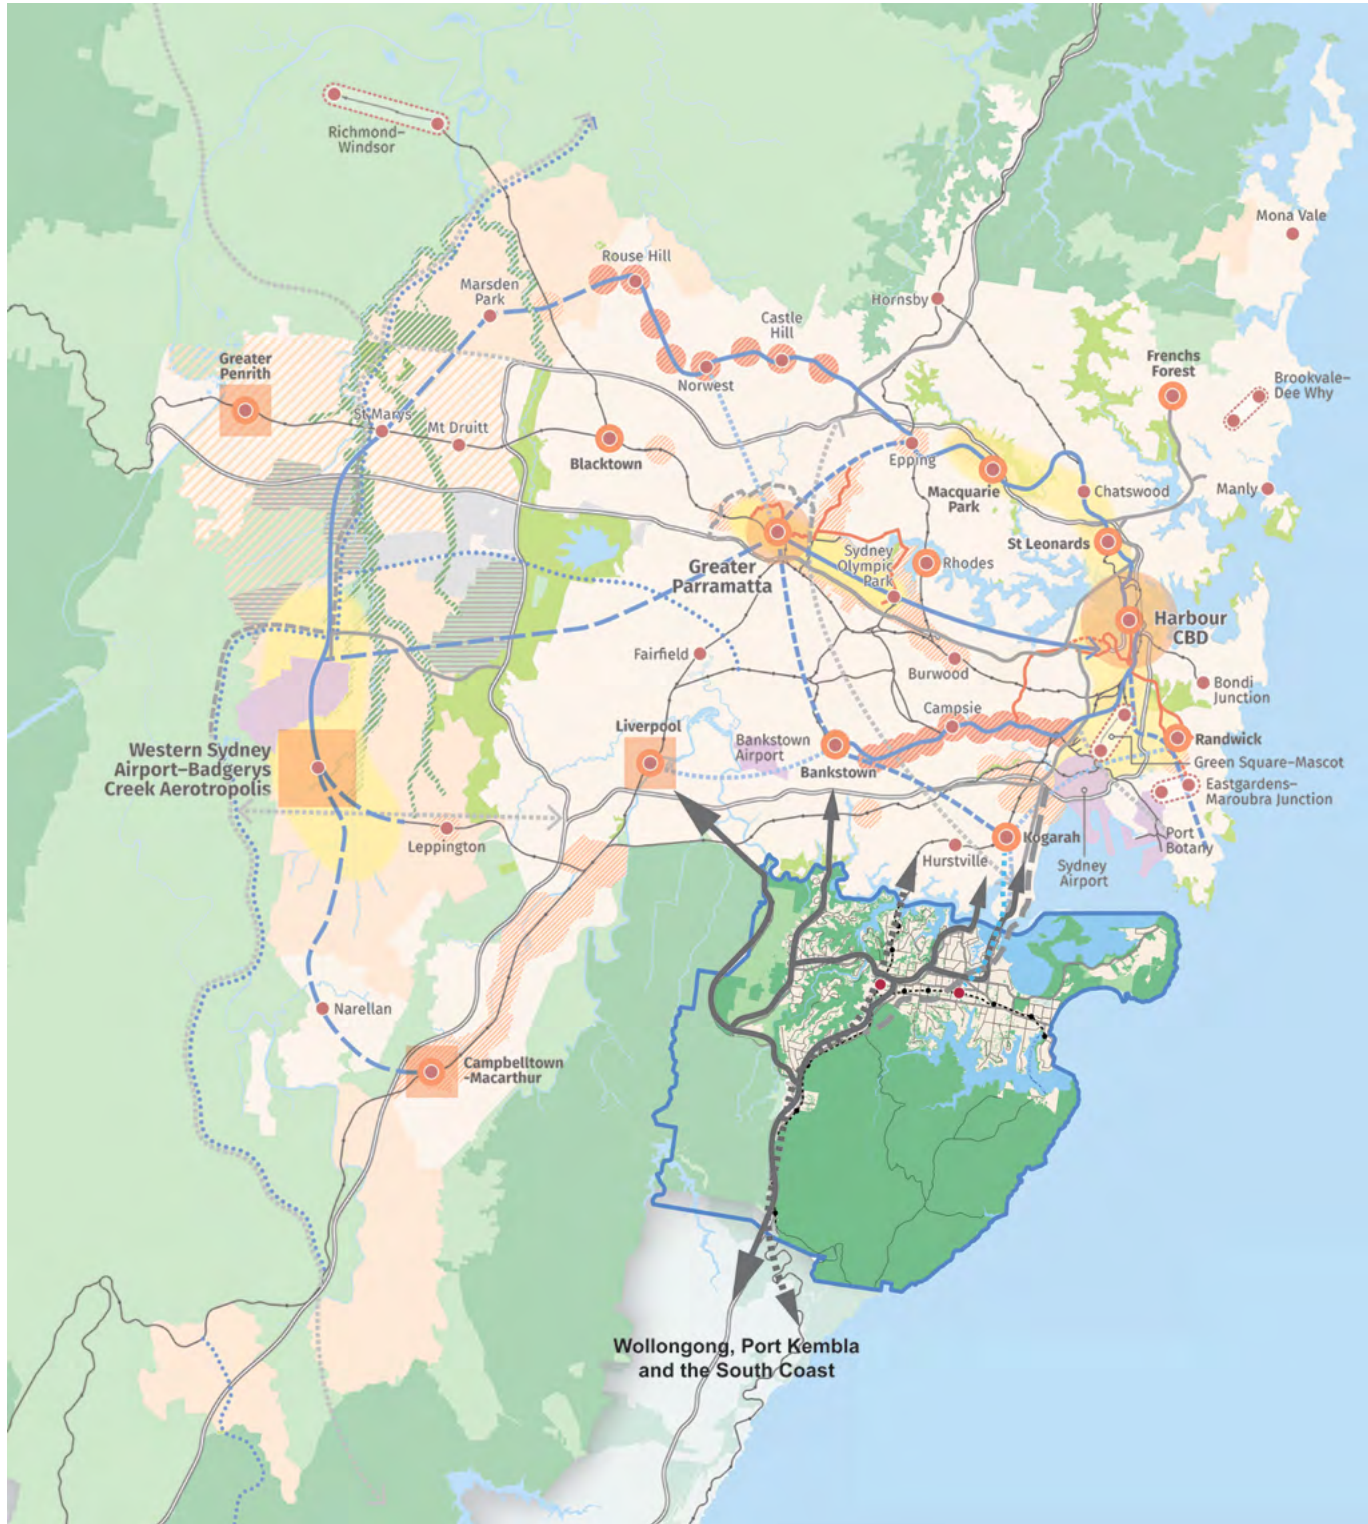 Richmond–
Windsor
Mona Vale
Rouse Hill
Marsden
Park
Hornsby
Castle
Hill
Greater
Penrith
Frenchs
Forest
Norwest
Brookvale–
Dee Why
St Marys
Mt Druitt
Blacktown
Epping
Macquarie
Park
Chatswood
Manly
St Leonards
Sydney
Olympic
Park
Rhodes
Greater
Parramatta
Harbour
CBD
Fairfield
Burwood
Bondi
Junction
Campsie
Liverpool
Bankstown
Airport
Bankstown
Randwick
Green Square–Mascot
Western Sydney
Airport–Badgerys
Creek Aerotropolis
Eastgardens–
Maroubra Junction
Leppington
Kogarah
Hurstville
Port
Botany
Sydney
Airport
Narellan
Campbelltown
-Macarthur
Wollongong, Port Kembla
and the South Coast